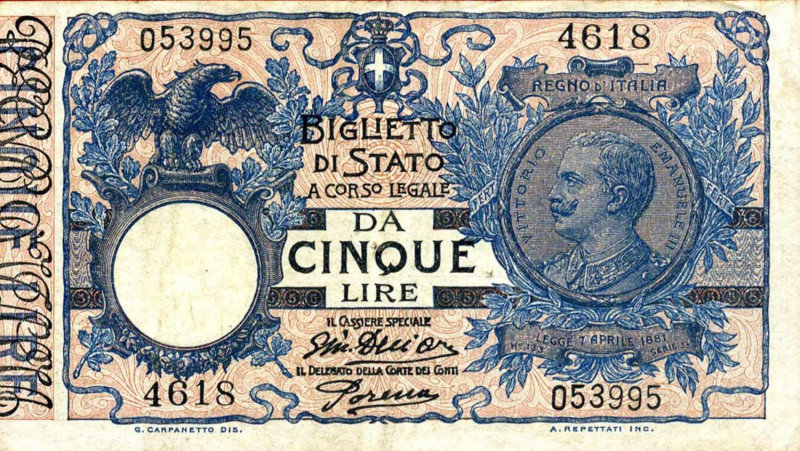 053995
4618
REGNO D'ITALIA
BIGLIETTO
DI STATO
A CORSO LEGALE
VITTORIO EMANUELE III
FERT
FERT
DA
CINQUE
LIRE
IL CASSIERE SPECIALE
IL DELEGATO DELLA CORTE DEI CONTI
Porena
LEGGE 7 APRILE 1881
4618
053995
G. CARPANETTO DIS.
A. REPETTATI INC.